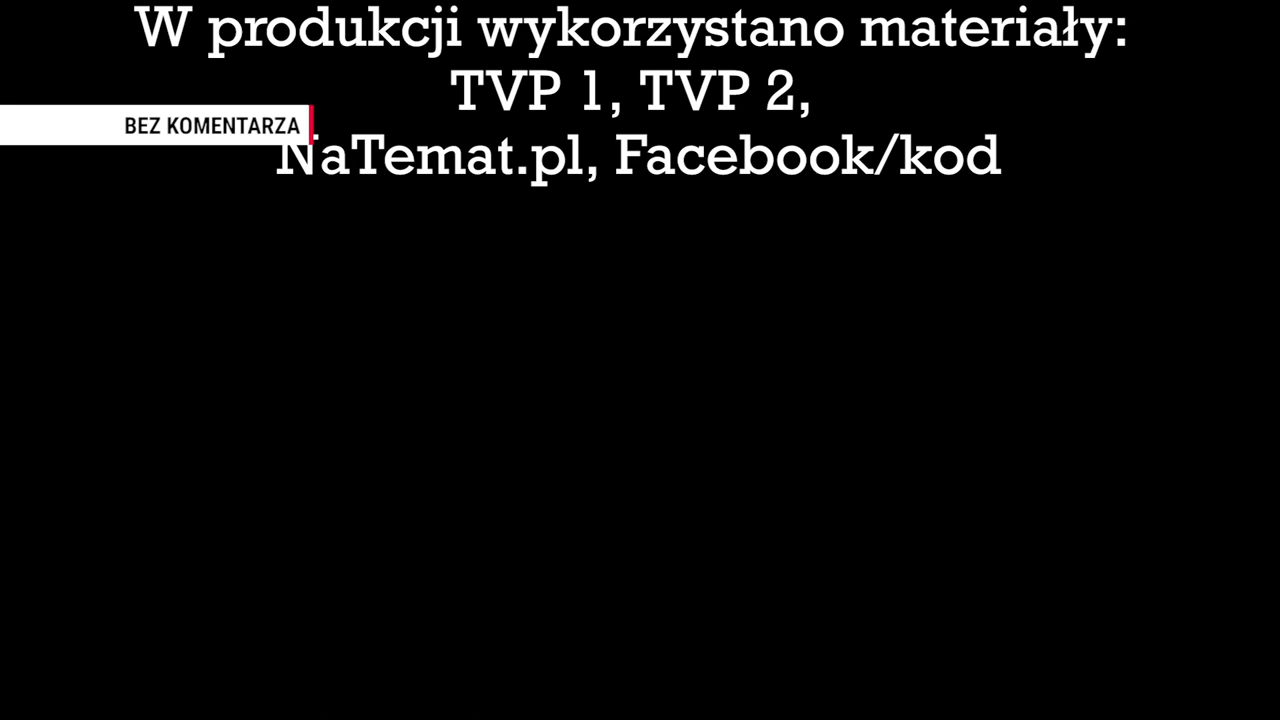 W produkcji wykorzystano materiały:
TVP 1, TVP 2,
BEZ KOMENTARZA
NaTemat.pl, Facebook/kod